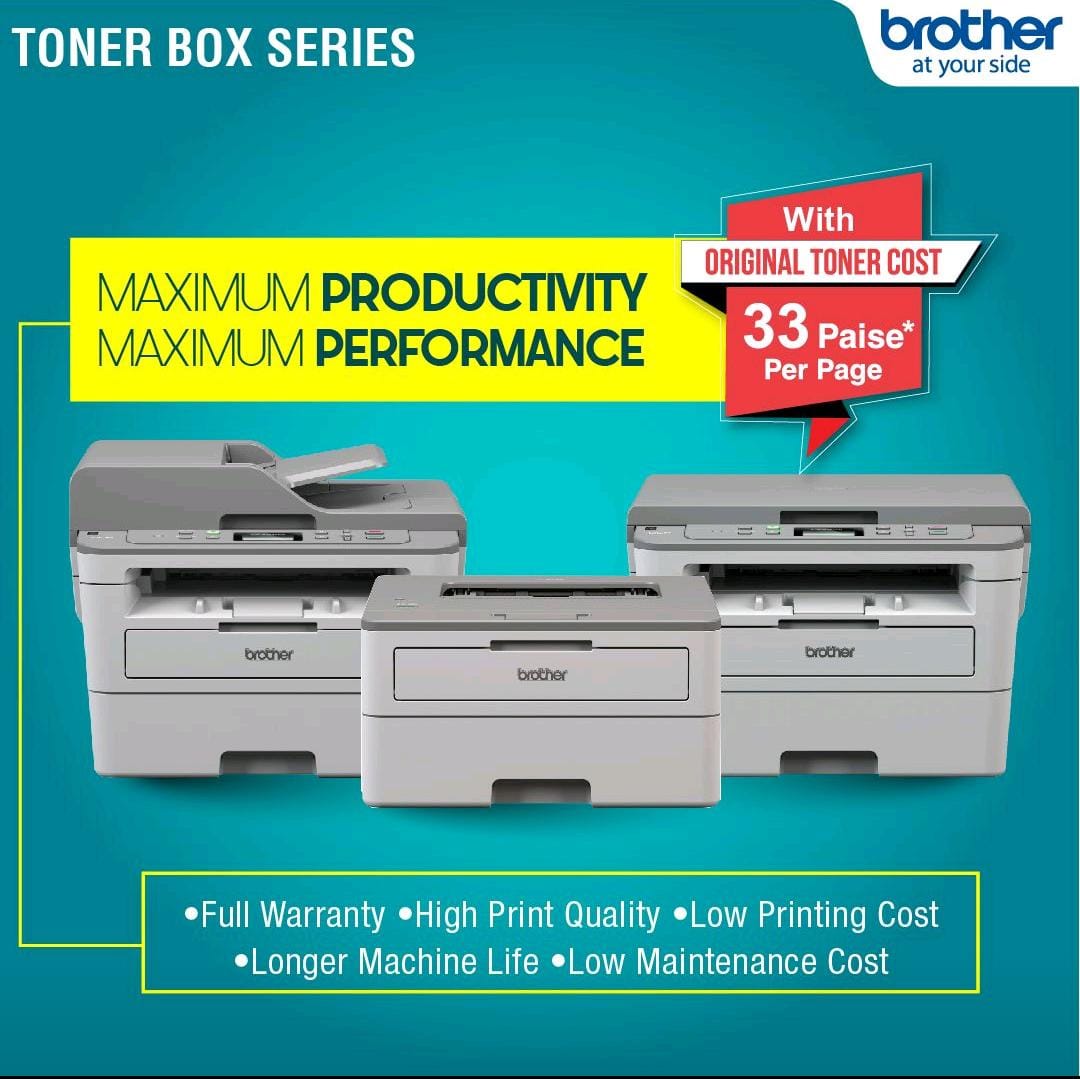 TONER BOX SERIES
brother
at your side
With
ORIGINAL TONER COST
33 Paise*
Per Page
MAXIMUM PRODUCTIVITY
MAXIMUM PERFORMANCE
brother
brother
brother
•Full Warranty •High Print Quality •Low Printing Cost
•Longer Machine Life •Low Maintenance Cost